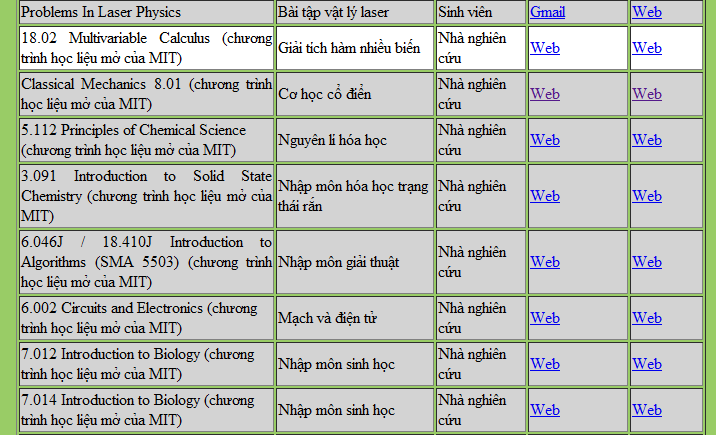 Problems In Laser Physics Bài tập vật lý laser Sinh viên Gmail Web
18.02 Multivariable Calculus (chương
trình học liệu mở của MIT)
Giải tích hàm nhiều biến
Nhà nghiên
cứu
Web Web
Classical Mechanics 8.01 (chương trình
học liệu mở của MIT)
Cơ học cổ điển
Nhà nghiên
cứu
Web Web
5.112 Principles of Chemical Science
(chương trình học liệu mở của MIT)
Nguyên lí hóa học
Nhà nghiên
cứu
Web Web
3.091 Introduction to Solid State
Chemistry (chương trình học liệu mở của
MIT)
Nhập môn hóa học trạng
thái rắn
Nhà nghiên
cứu
Web Web
6.046J / 18.410J Introduction to
Algorithms (SMA 5503) (chương trình
học liệu mở của MIT)
Nhập môn giải thuật
Nhà nghiên
cứu
Web Web
6.002 Circuits and Electronics (chương
trình học liệu mở của MIT)
Mạch và điện tử
Nhà nghiên
cứu
Web Web
7.012 Introduction to Biology (chương
trình học liệu mở của MIT)
Nhập môn sinh học
Nhà nghiên
cứu
Web Web
7.014 Introduction to Biology (chương
trình học liệu mở của MIT)
Nhập môn sinh học
Nhà nghiên
cứu
Web Web